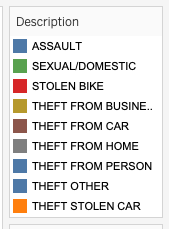 Description
ASSAULT
SEXUAL/DOMESTIC
STOLEN BIKE
THEFT FROM BUSINE..
THEFT FROM CAR
THEFT FROM HOME
THEFT FROM PERSON
THEFT OTHER
THEFT STOLEN CAR